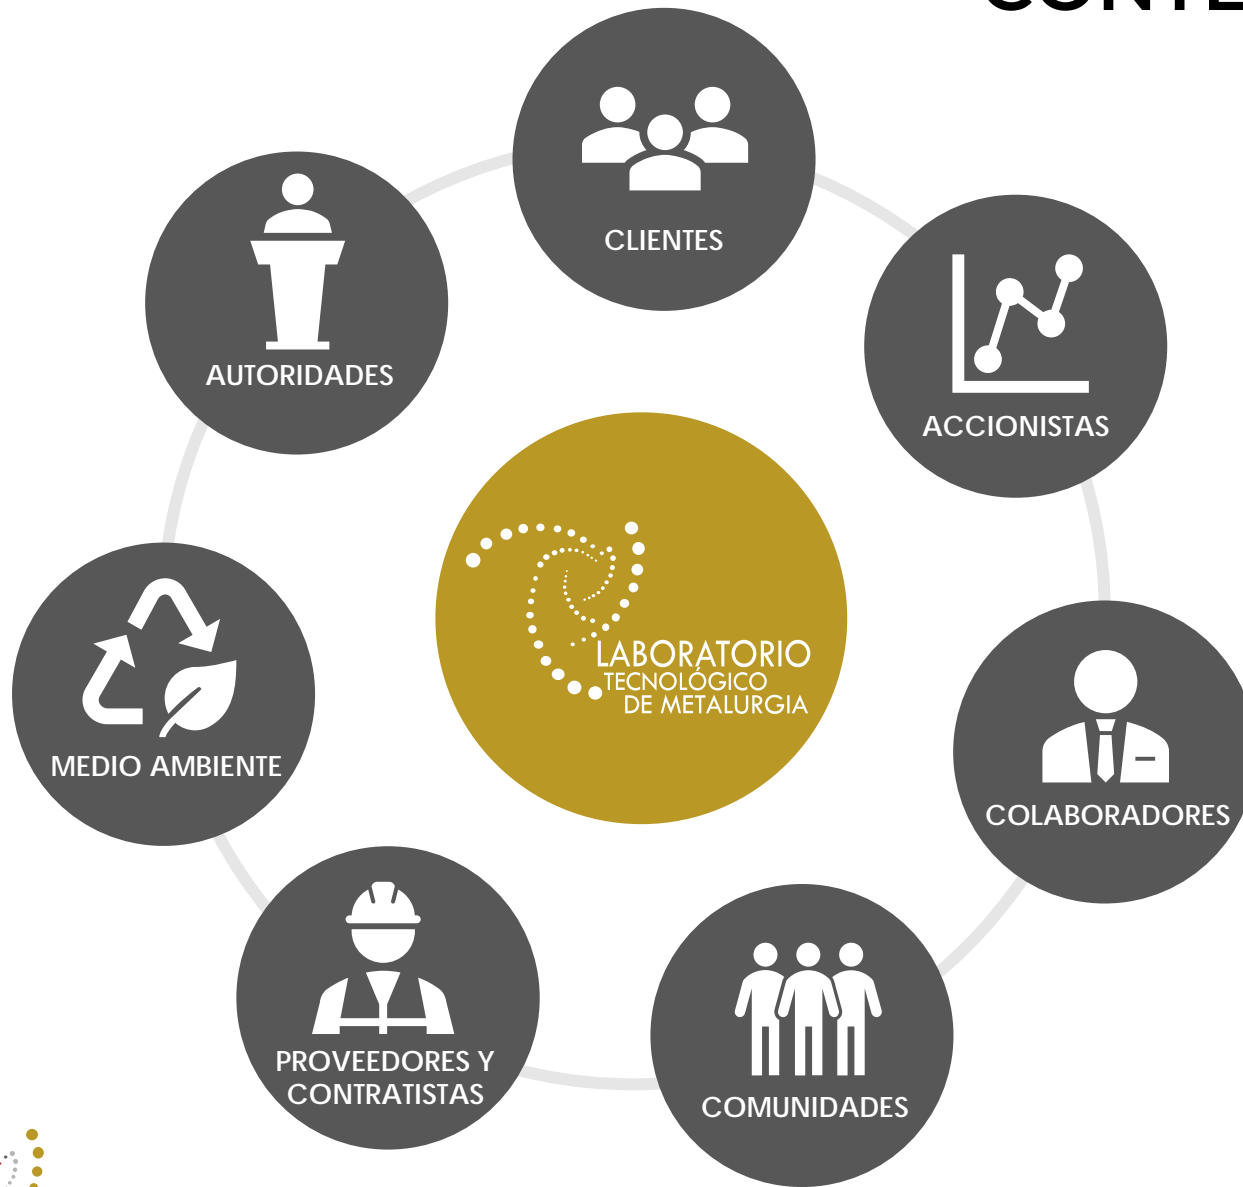 CLIENTES
AUTORIDADES
ACCIONISTAS
LABORATORIO
TECNOLÓGICO
DE METALURGIA
MEDIO AMBIENTE
COLABORADORES
PROVEEDORES Y
CONTRATISTAS
COMUNIDADES